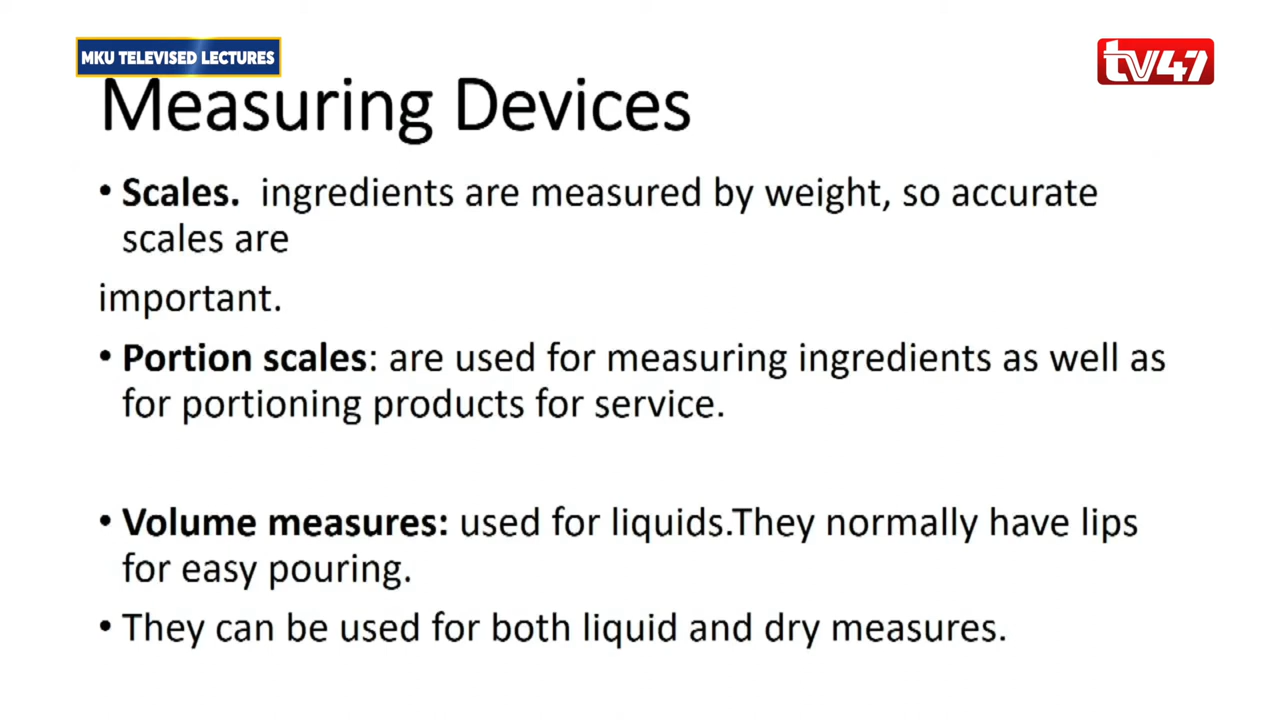 MKU TELEVISED LECTURES
tv47
Measuring Devices
• Scales. ingredients are measured by weight, so accurate
scales are
important.
• Portion scales: are used for measuring ingredients as well as
for portioning products for service.
• Volume measures: used for liquids.They normally have lips
for easy pouring.
• They can be used for both liquid and dry measures.